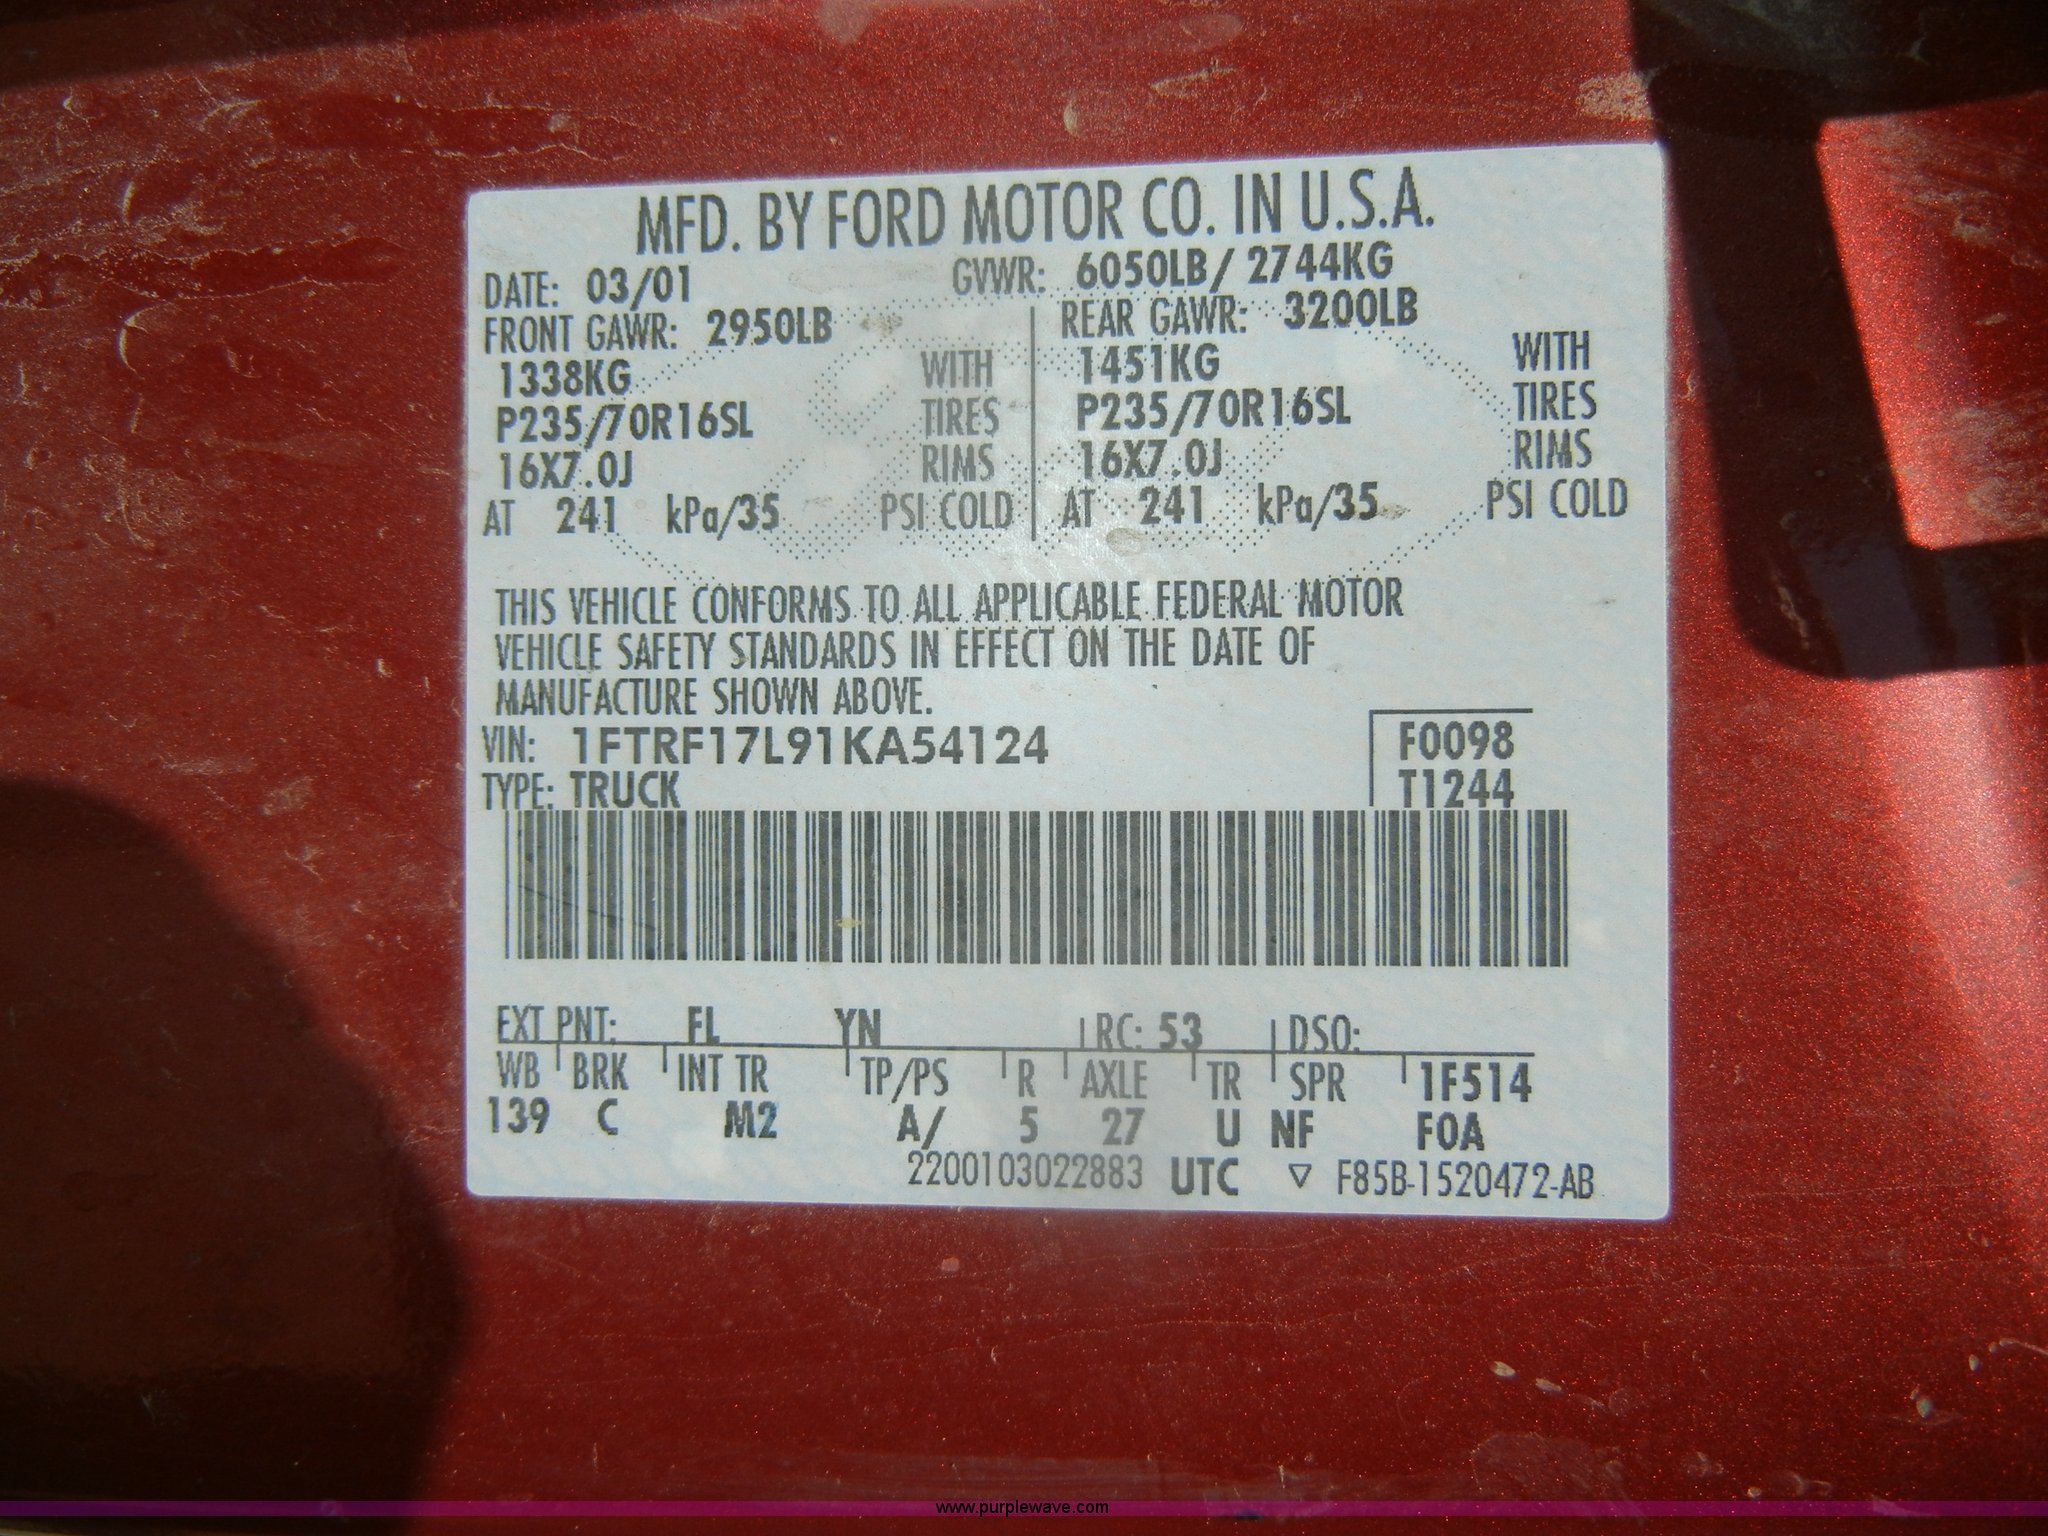 MFD. BY FORD MOTOR CO. IN U.S.A.
DATE: 03/01 GVWR: 6050LB/ 2744KG
FRONT GAWR: 2950LB REAR GAWR: 3200LB
1338KG WITH 1451KG WITH
P235/70R16SL TIRES P235/70R16SL TIRES
16X7.0J RIMS 16X7.0J RIMS
AT 241 kPa/35 PSI COLD AT 241 kPa/35 PSI COLD
THIS VEHICLE CONFORMS TO ALL APPLICABLE FEDERAL MOTOR
VEHICLE SAFETY STANDARDS IN EFFECT ON THE DATE OF
MANUFACTURE SHOWN ABOVE.
VIN: 1FTRF17L91KA54124 F0098
TYPE: TRUCK T1244
EXT PNT: FL YN RC: 53 DSO:
WB BRK INT TR TP/PS R AXLE TR SPR 1F514
139 C M2 A/ 5 27 U NF F0A
2200103022883 UTC ▽ F85B-1520472-AB
www.purplewave.com